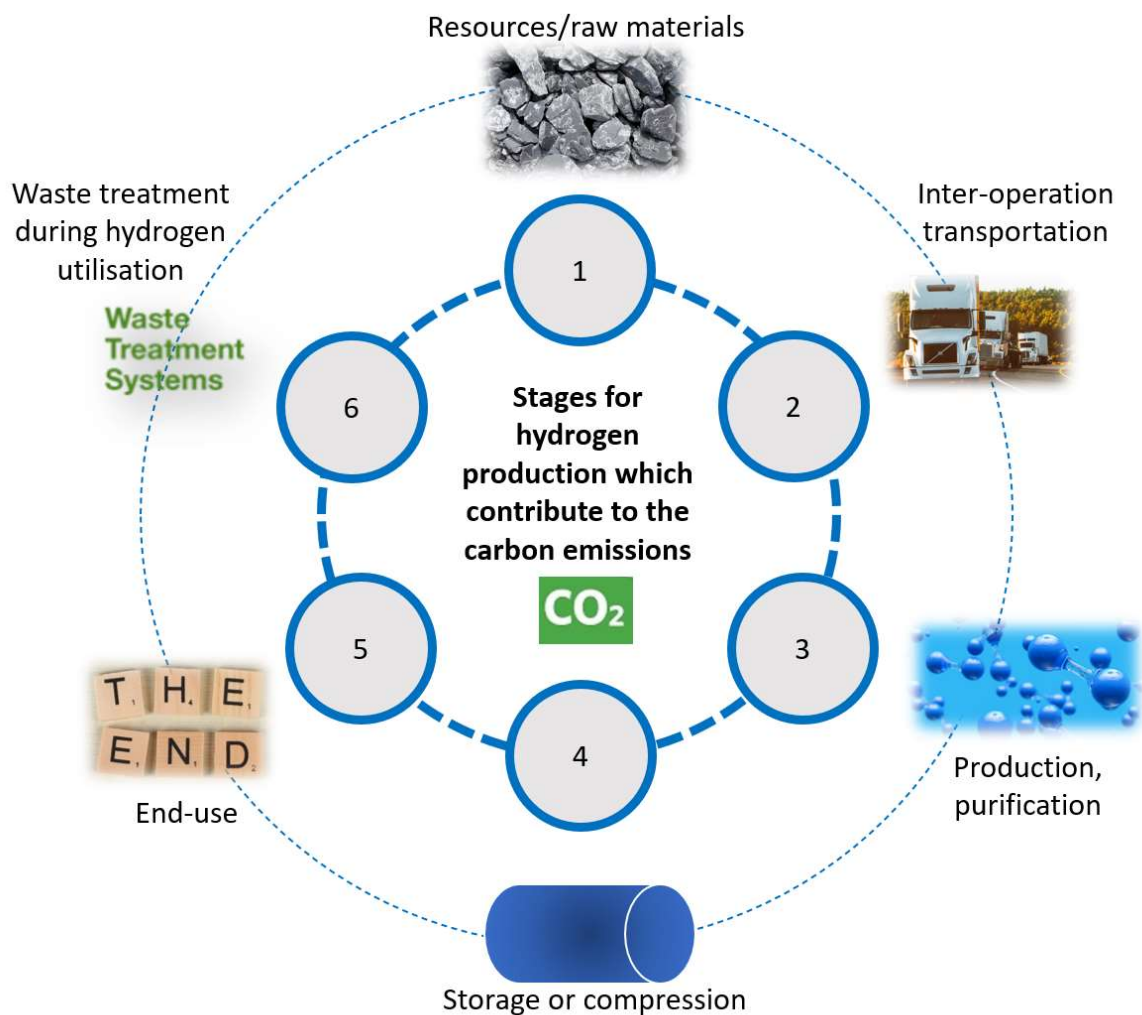 Resources/raw materials
Inter-operation
transportation
Production,
purification
Storage or compression
End-use
T H E
E N D
Waste treatment
during hydrogen
utilisation
Waste
Treatment
Systems
1
2
3
4
5
6
Stages for
hydrogen
production which
contribute to the
carbon emissions
CO₂